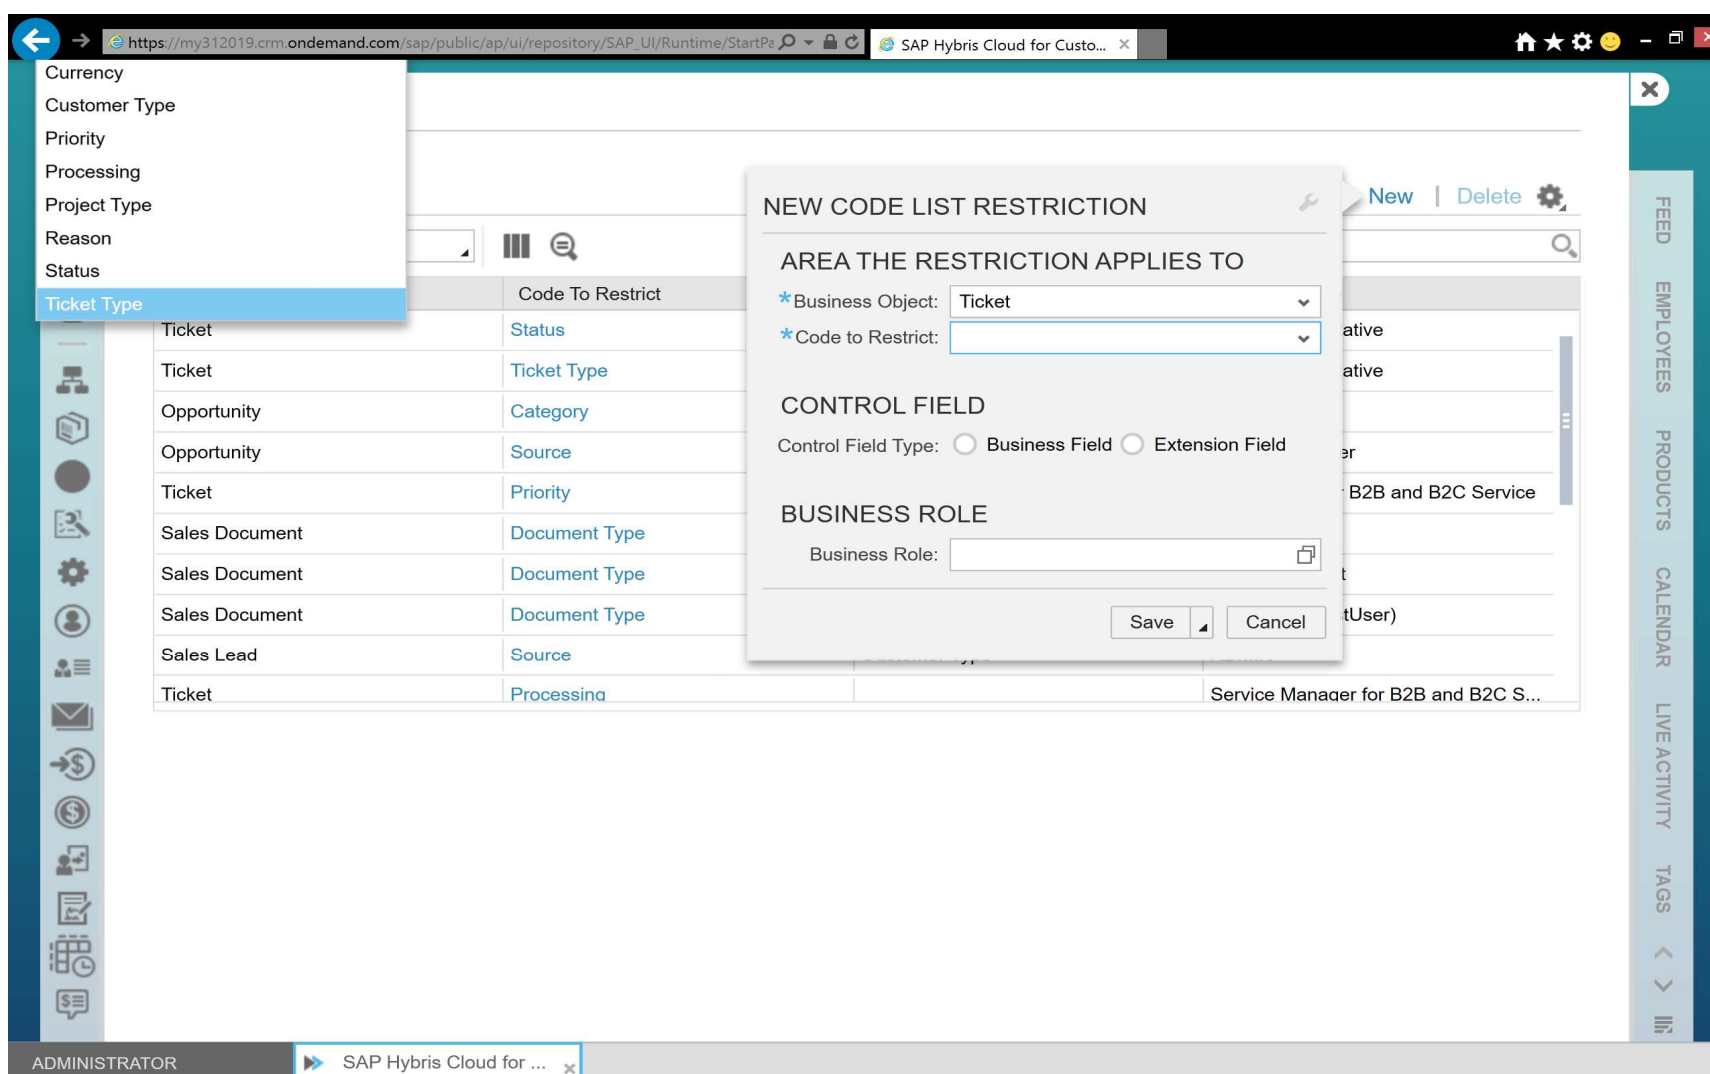 https://my312019.crm.ondemand.com/sap/public/ap/ui/repository/SAP_UI/Runtime/StartPa
SAP Hybris Cloud for Custo...
Currency
Customer Type
Priority
Processing
Project Type
Reason
Status
Ticket Type
New | Delete
Code To Restrict
Ticket Status ative
Ticket Ticket Type ative
Opportunity Category
Opportunity Source er
Ticket Priority B2B and B2C Service
Sales Document Document Type
Sales Document Document Type t
Sales Document Document Type tUser)
Sales Lead Source
Ticket Processing Service Manager for B2B and B2C S...
NEW CODE LIST RESTRICTION
AREA THE RESTRICTION APPLIES TO
*Business Object: Ticket
*Code to Restrict:
CONTROL FIELD
Control Field Type: Business Field Extension Field
BUSINESS ROLE
Business Role:
Save Cancel
FEED
EMPLOYEES
PRODUCTS
CALENDAR
LIVE ACTIVITY
TAGS
ADMINISTRATOR
SAP Hybris Cloud for ...